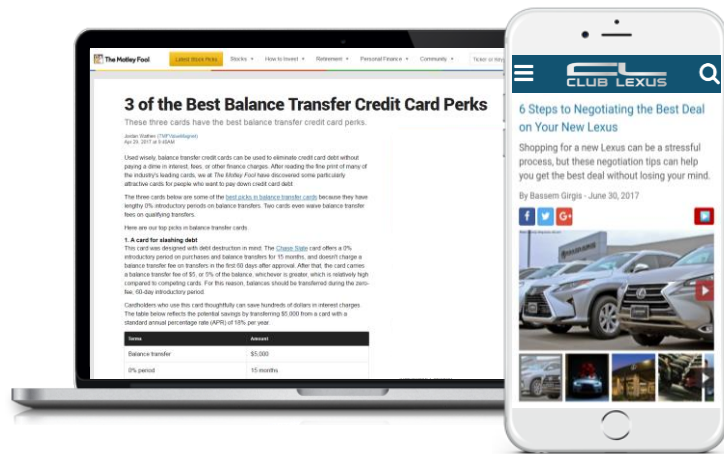 The Motley Fool
Latest Stock Picks Stocks How to Invest Retirement Personal Finance Community Ticker or Key
3 of the Best Balance Transfer Credit Card Perks
These three cards have the best balance transfer credit card perks.
Jordan Wathen (TMFValueMagnet)
Apr 29, 2017 at 9:48AM
Used wisely, balance transfer credit cards can be used to eliminate credit card debt without
paying a dime in interest, fees, or other finance charges. After reading the fine print of many of
the industry's leading cards, we at The Motley Fool have discovered some particularly
attractive cards for people who want to pay down credit card debt.
The three cards below are some of the best picks in balance transfer cards because they have
lengthy 0% introductory periods on balance transfers. Two cards even waive balance transfer
fees on qualifying transfers.
Here are our top picks in balance transfer cards:
1. A card for slashing debt
This card was designed with debt destruction in mind. The Chase Slate card offers a 0%
introductory period on purchases and balance transfers for 15 months, and doesn't charge a
balance transfer fee on transfers in the first 60 days after approval. After that, the card carries
a balance transfer fee of $5, or 5% of the balance, whichever is greater, which is relatively high
compared to competing cards. For this reason, balances should be transferred during the zero-
fee, 60-day introductory period.
Cardholders who use this card thoughtfully can save hundreds of dollars in interest charges.
The table below reflects the potential savings by transferring $5,000 from a card with a
standard annual percentage rate (APR) of 18% per year.
Terms Amount
Balance transfer $5,000
0% period 15 months
CLUB LEXUS
6 Steps to Negotiating the Best Deal
on Your New Lexus
Shopping for a new Lexus can be a stressful
process, but these negotiation tips can help
you get the best deal without losing your mind.
By Bassem Girgis - June 30, 2017
f G+